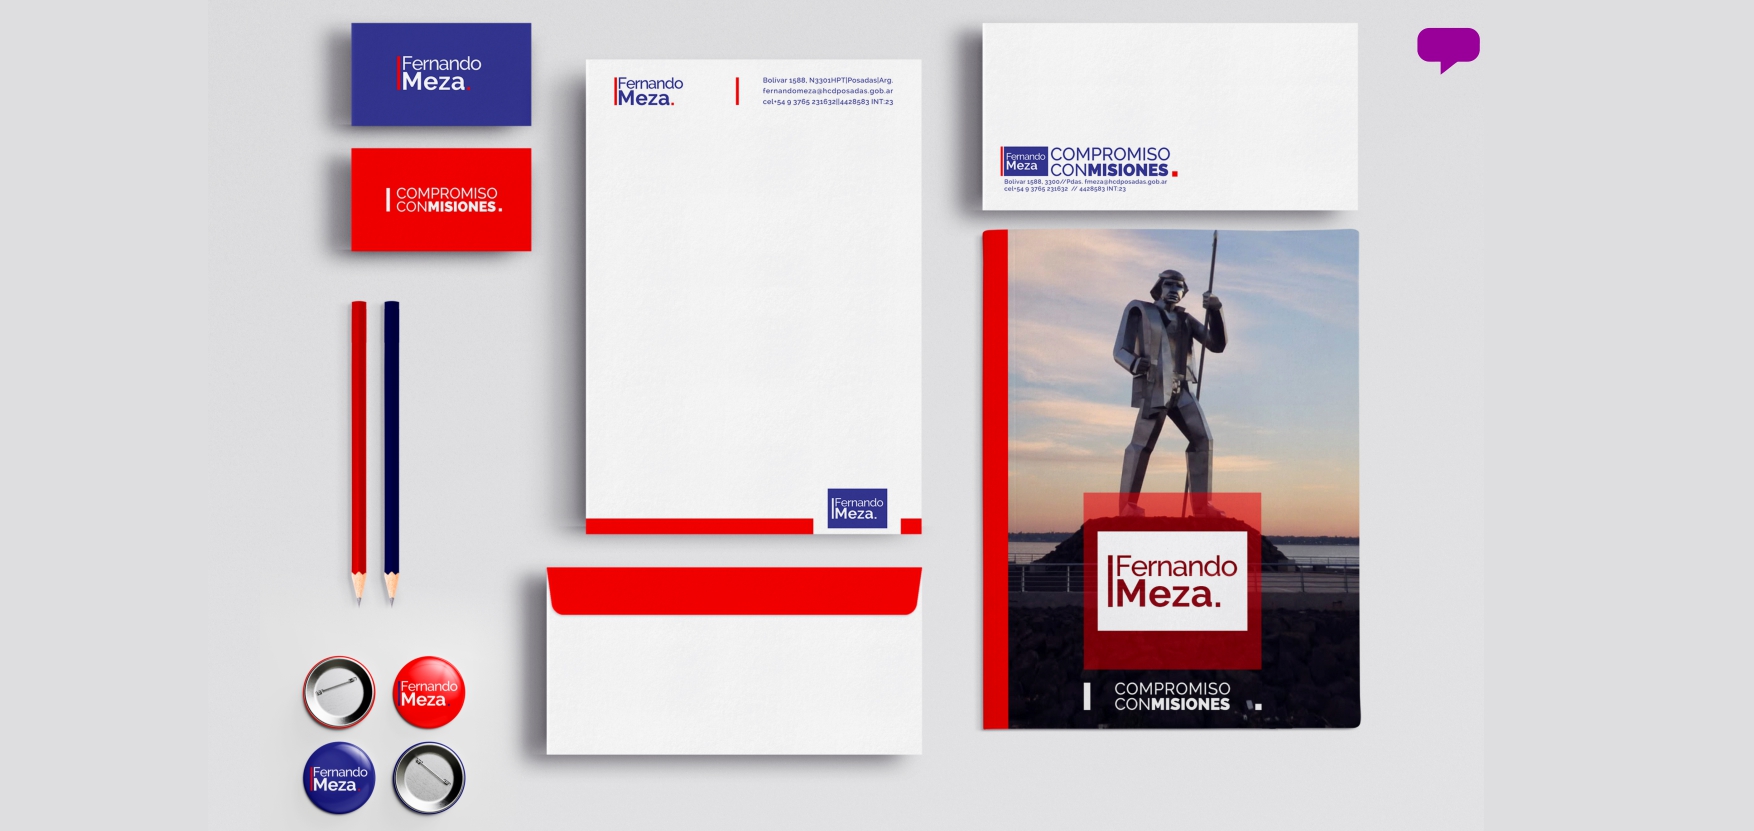 Fernando
Meza.
COMPROMISO
CONMISIONES.
Fernando
Meza.
Bolívar 1588, N3301HPT|Posadas|Arg.
fernandomeza@hcdposadas.gob.ar
cel+54 9 3765 231632||4428583 INT:23
Fernando
Meza.
Fernando
Meza
COMPROMISO
CONMISIONES.
Bolívar 1588, 3300//Pdas. fmeza@hcdposadas.gob.ar
cel+54 9 3765 231632 // 4428583 INT:23
Fernando
Meza.
COMPROMISO
CONMISIONES.
Fernando
Meza.
Fernando
Meza.